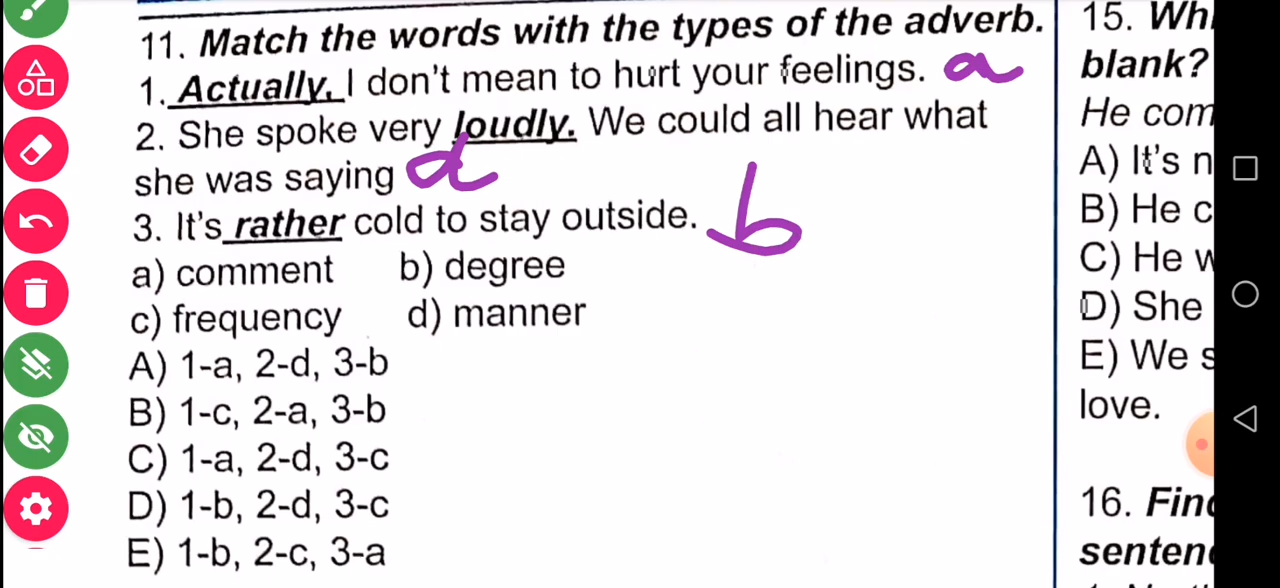 11. Match the words with the types of the adverb.
1. Actually, I don't mean to hurt your feelings. a
2. She spoke very loudly. We could all hear what
she was saying d
3. It's rather cold to stay outside. b
a) comment b) degree
c) frequency d) manner
A) 1-a, 2-d, 3-b
B) 1-c, 2-a, 3-b
C) 1-a, 2-d, 3-c
D) 1-b, 2-d, 3-c
E) 1-b, 2-c, 3-a
15.
blank?
He
A) It's
B) He
C) He
D) She
E) We
love.
16.